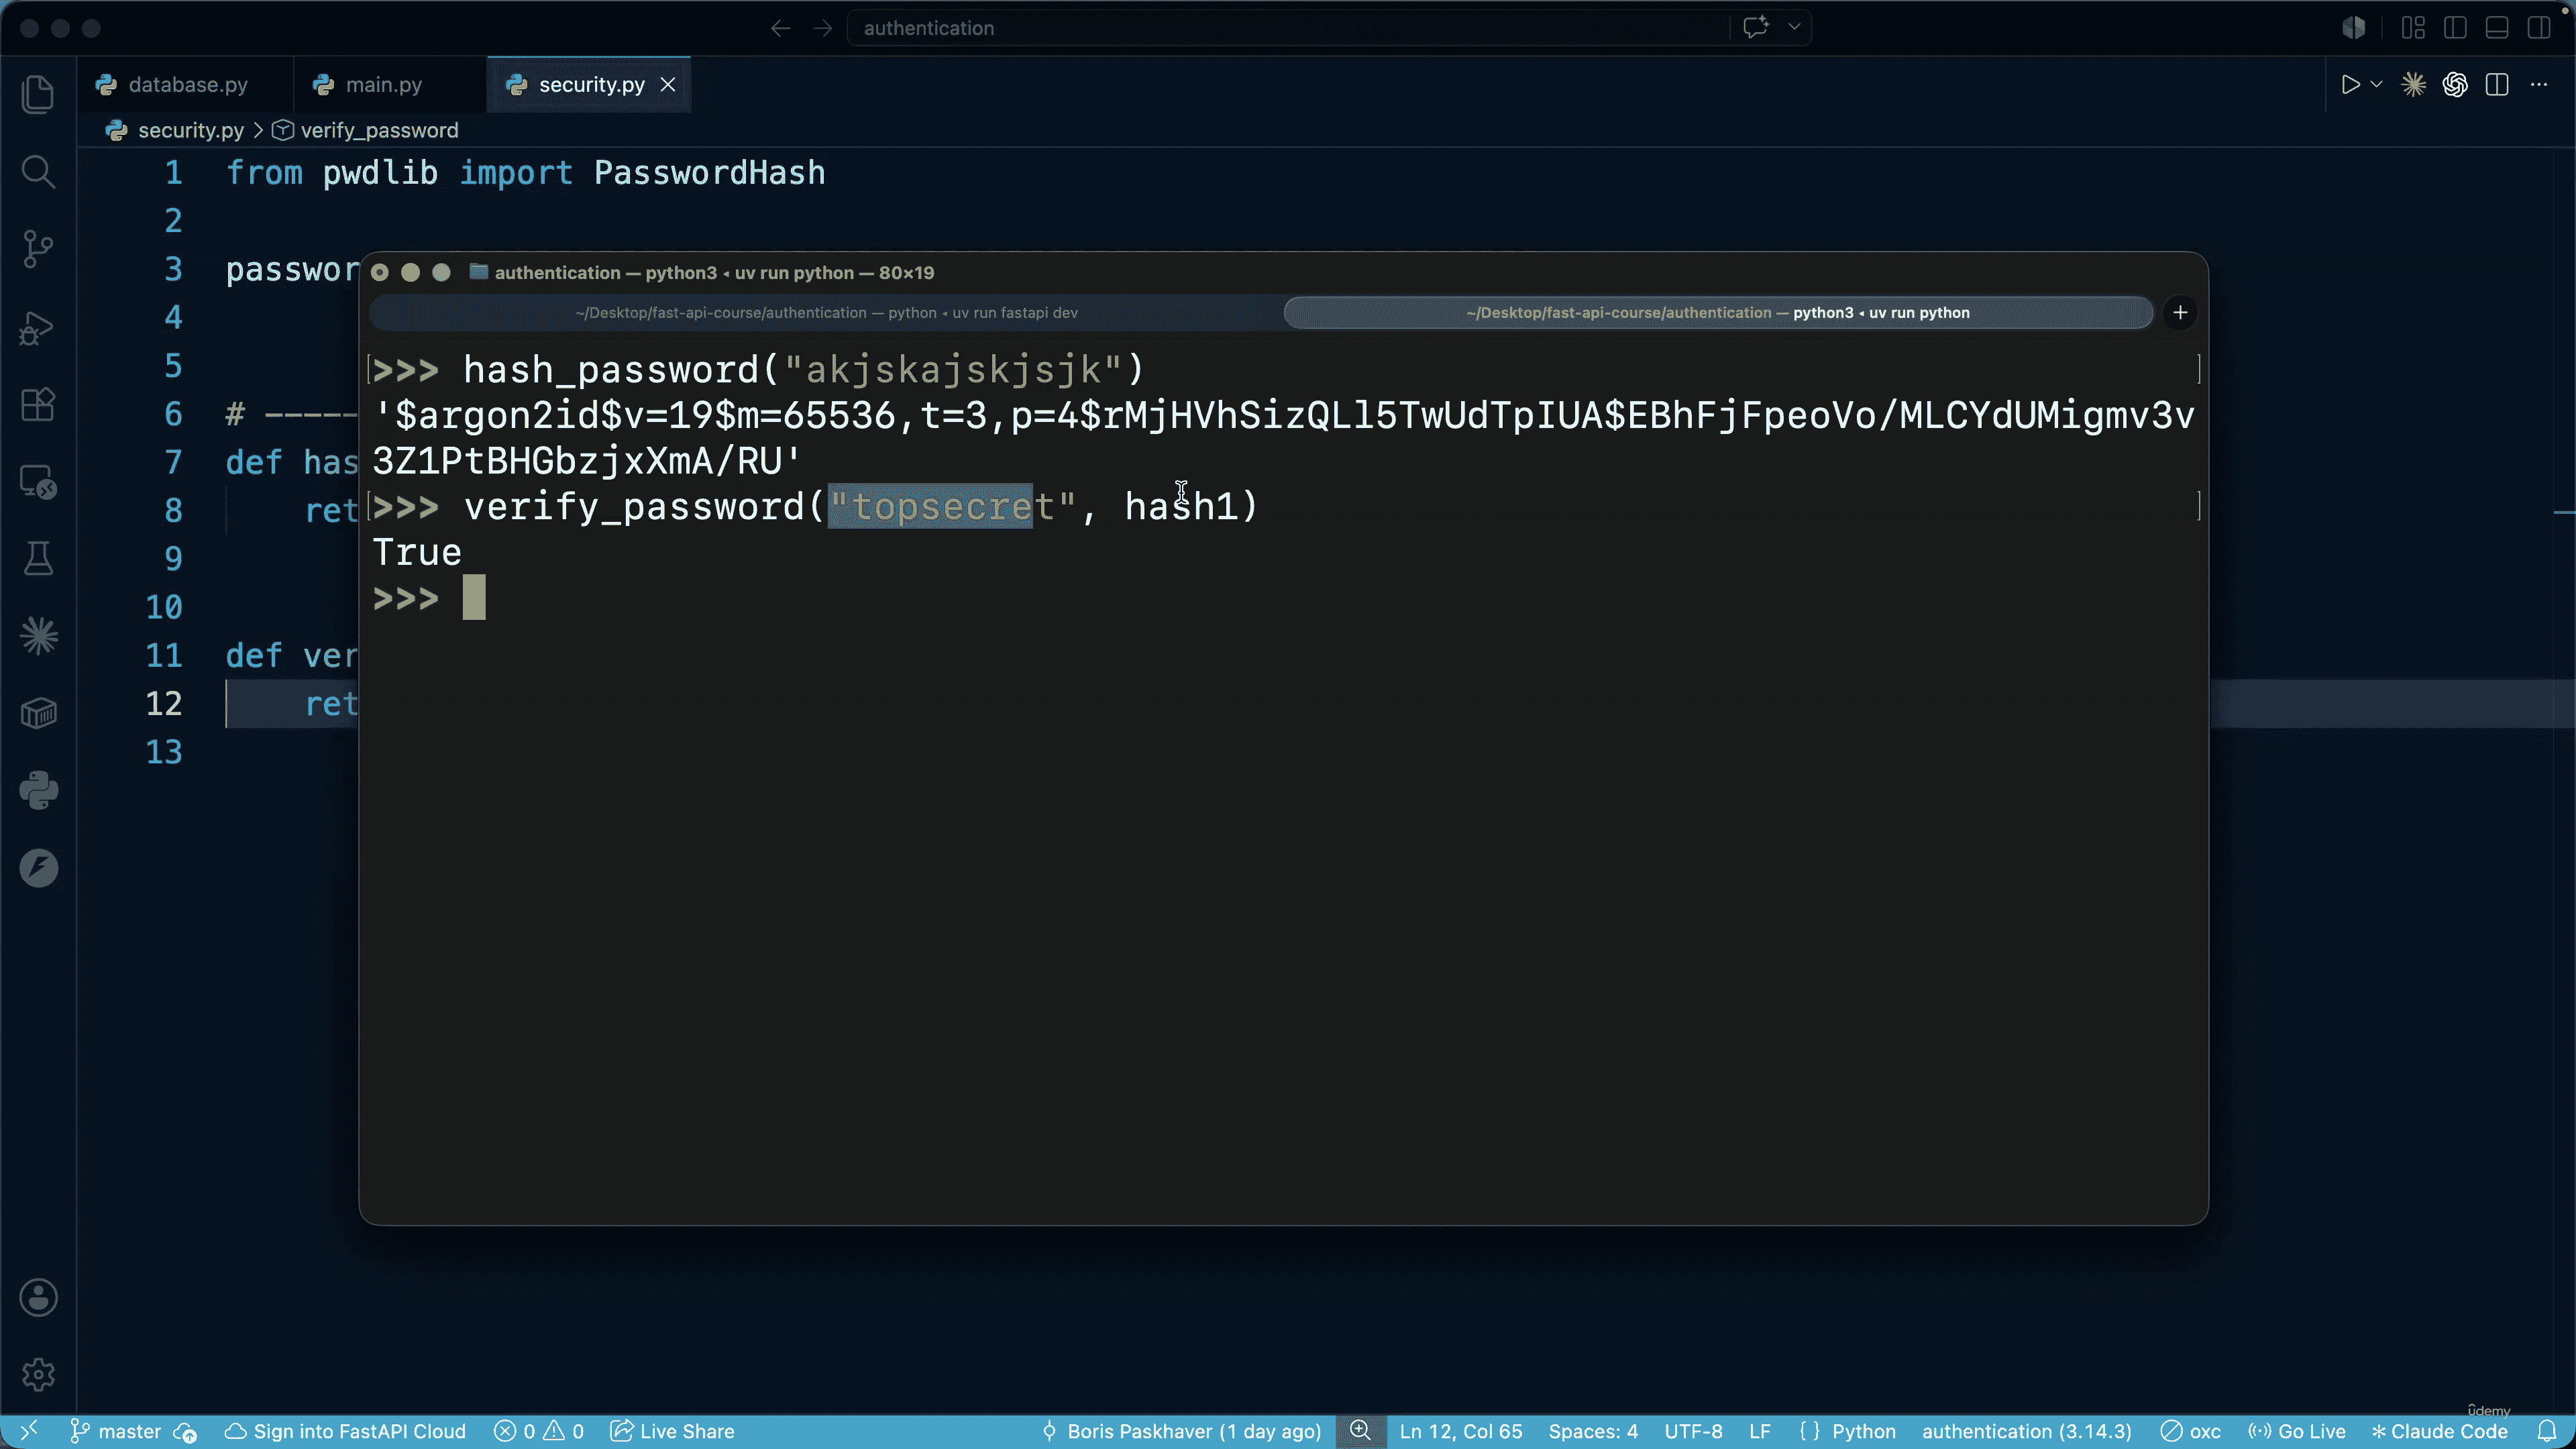 authentication
database.py
main.py
security.py
security.py > verify_password
1 from pwdlib import PasswordHash
2
3 passwor
4
5
6 # -----
7 def has
8 ret
9
10
11 def ver
12 ret
13
authentication — python3 ◂ uv run python — 80×19
~/Desktop/fast-api-course/authentication — python ◂ uv run fastapi dev
~/Desktop/fast-api-course/authentication — python3 ◂ uv run python
>>> hash_password("akjskajskjsjk")
'$argon2id$v=19$m=65536,t=3,p=4$rMjHVhSizQLl5TwUdTpIUA$EBhFjFpeoVo/MLCYdUMigmv3v
3Z1PtBHGbzjxXmA/RU'
>>> verify_password("topsecret", hash1)
True
>>>
ûdemy
master
Sign into FastAPI Cloud
0 0
Live Share
Boris Paskhaver (1 day ago)
Ln 12, Col 65
Spaces: 4
UTF-8
LF
{ } Python
authentication (3.14.3)
oxc
Go Live
Claude Code